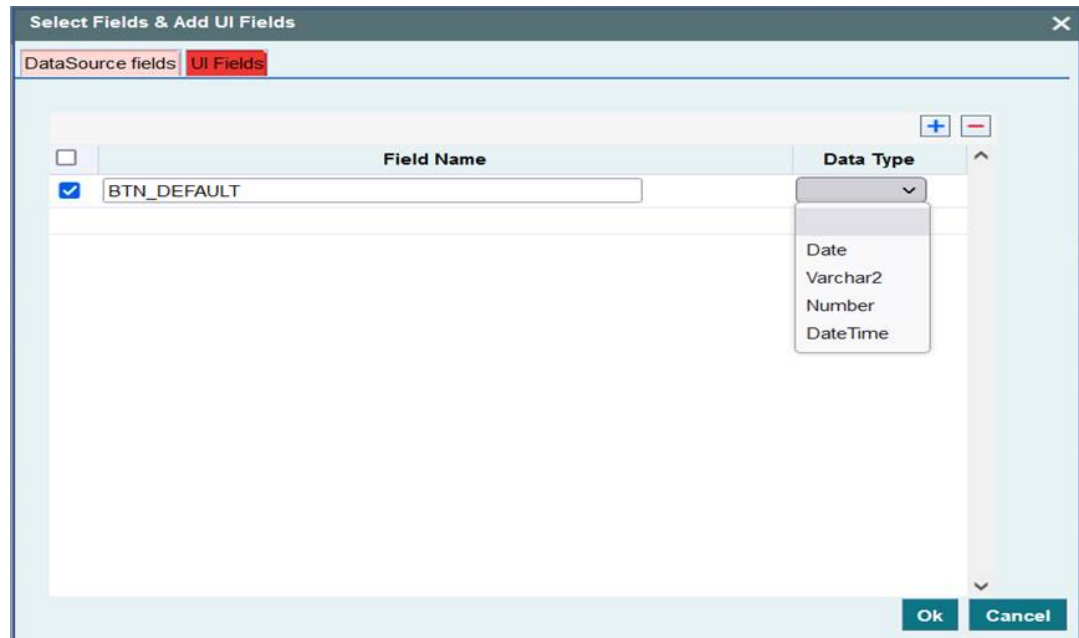 Select Fields & Add UI Fields
DataSource fields UI Fields
Field Name Data Type
BTN_DEFAULT
Date
Varchar2
Number
DateTime
Ok Cancel